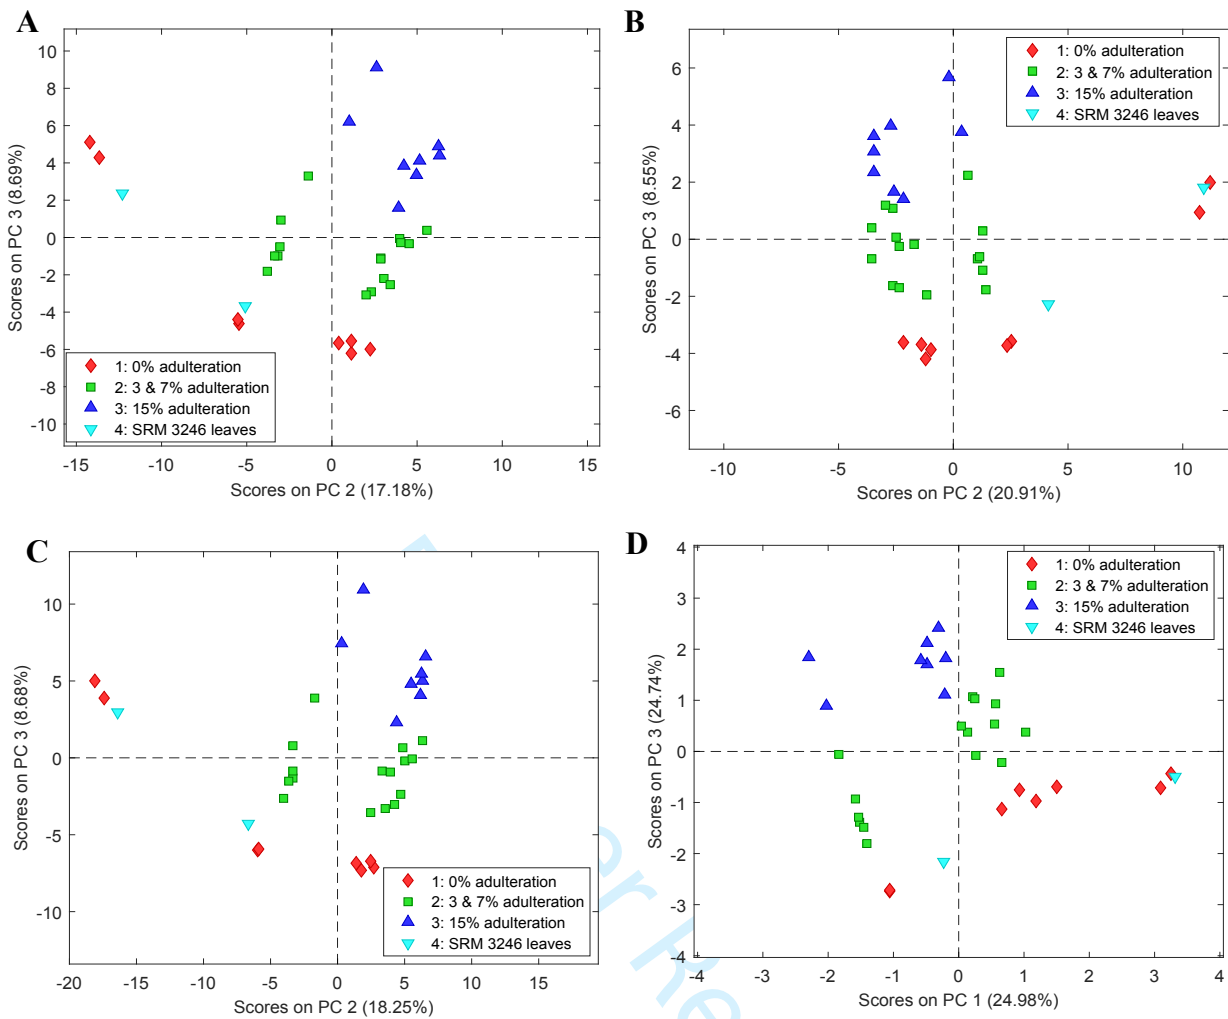 A
10
8
6
4
2
0
-2
-4
-6
-8
-10
Scores on PC 3 (8.69%)
1: 0% adulteration
2: 3 & 7% adulteration
3: 15% adulteration
4: SRM 3246 leaves
-15
-10
-5
0
5
10
15
Scores on PC 2 (17.18%)
B
6
4
2
0
-2
-4
-6
Scores on PC 3 (8.55%)
1: 0% adulteration
2: 3 & 7% adulteration
3: 15% adulteration
4: SRM 3246 leaves
-10
-5
0
5
10
Scores on PC 2 (20.91%)
C
10
5
0
-5
-10
Scores on PC 3 (8.68%)
1: 0% adulteration
2: 3 & 7% adulteration
3: 15% adulteration
4: SRM 3246 leaves
-20
-15
-10
-5
0
5
10
15
Scores on PC 2 (18.25%)
D
4
3
2
1
0
-1
-2
-3
-4
Scores on PC 3 (24.74%)
1: 0% adulteration
2: 3 & 7% adulteration
3: 15% adulteration
4: SRM 3246 leaves
-4
-3
-2
-1
0
1
2
3
4
Scores on PC 1 (24.98%)